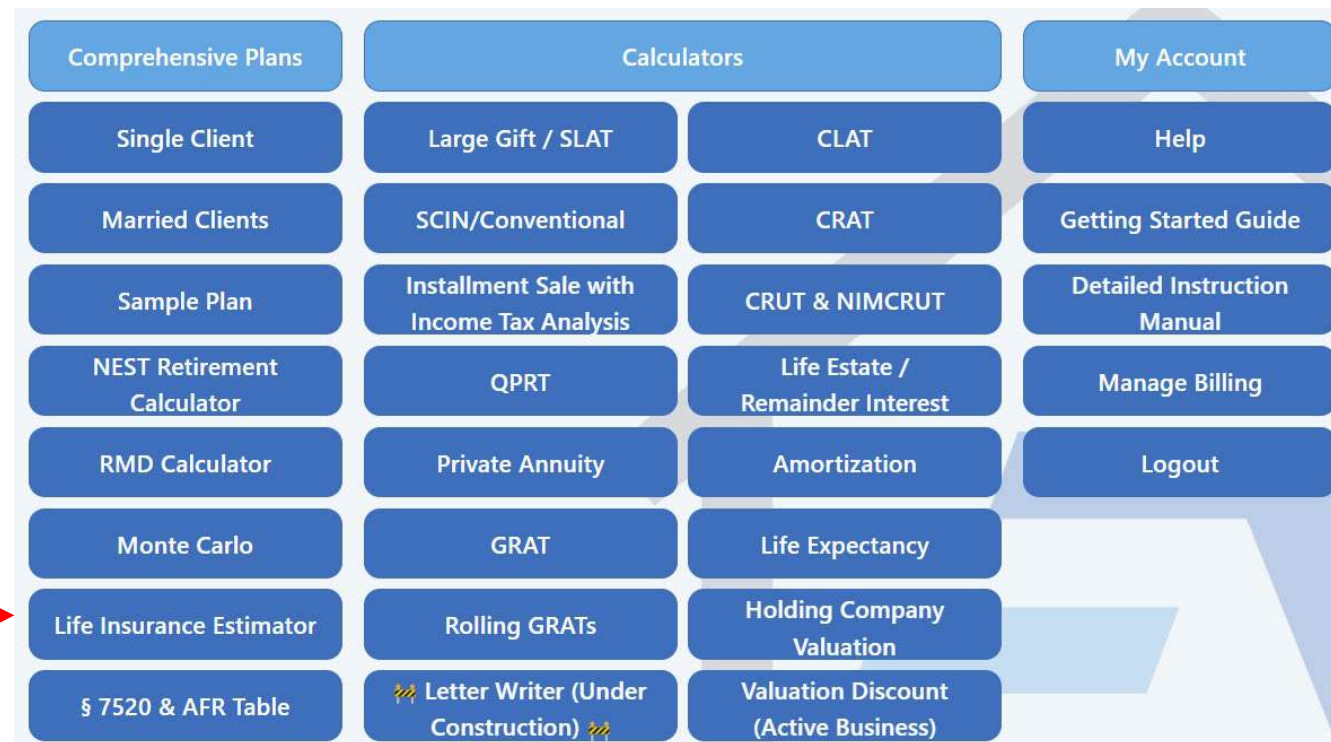 Comprehensive Plans
Calculators
My Account
Single Client
Large Gift / SLAT
CLAT
Help
Married Clients
SCIN/Conventional
CRAT
Getting Started Guide
Sample Plan
Installment Sale with
Income Tax Analysis
CRUT & NIMCRUT
Detailed Instruction
Manual
NEST Retirement
Calculator
QPRT
Life Estate /
Remainder Interest
Manage Billing
RMD Calculator
Private Annuity
Amortization
Logout
Monte Carlo
GRAT
Life Expectancy
Life Insurance Estimator
Rolling GRATs
Holding Company
Valuation
§ 7520 & AFR Table
🚧 Letter Writer (Under
Construction) 🚧
Valuation Discount
(Active Business)